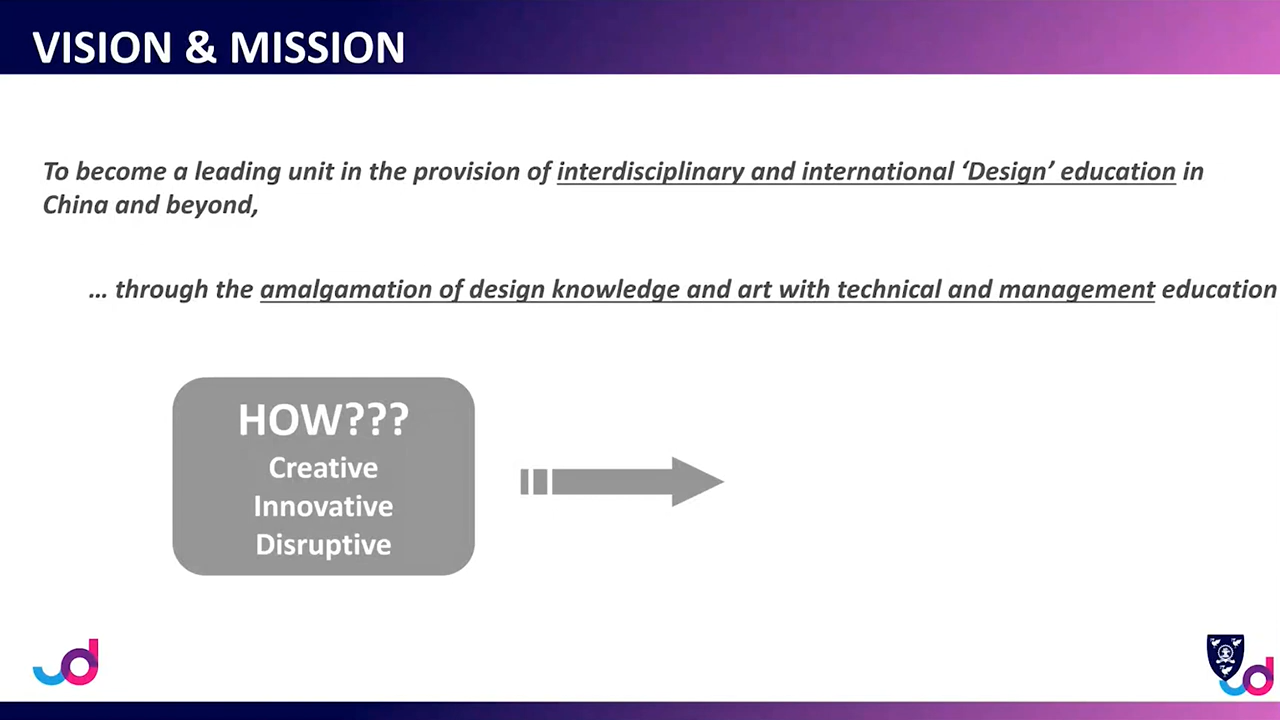 VISION & MISSION
To become a leading unit in the provision of interdisciplinary and international ‘Design’ education in
China and beyond,
… through the amalgamation of design knowledge and art with technical and management education
HOW???
Creative
Innovative
Disruptive